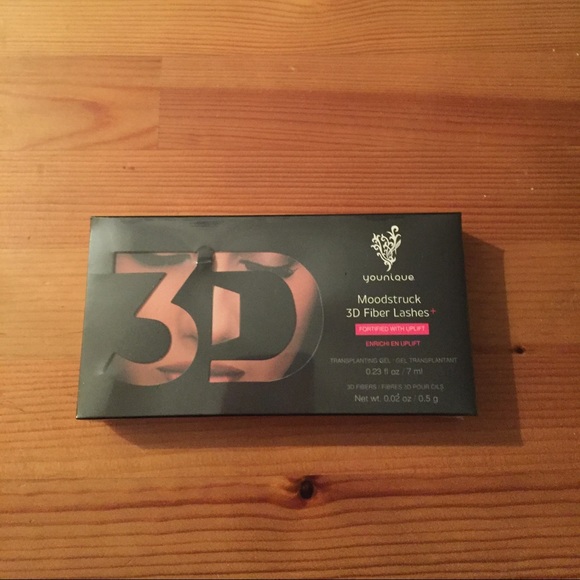 3D
younique
Moodstruck
3D Fiber Lashes+
FORTIFIED WITH UPLIFT
ENRICHI EN UPLIFT
TRANSPLANTING GEL · GEL TRANSPLANTANT
0.23 fl oz / 7 ml
3D FIBERS / FIBRES 3D POUR CILS
Net wt. 0.02 oz / 0.5 g